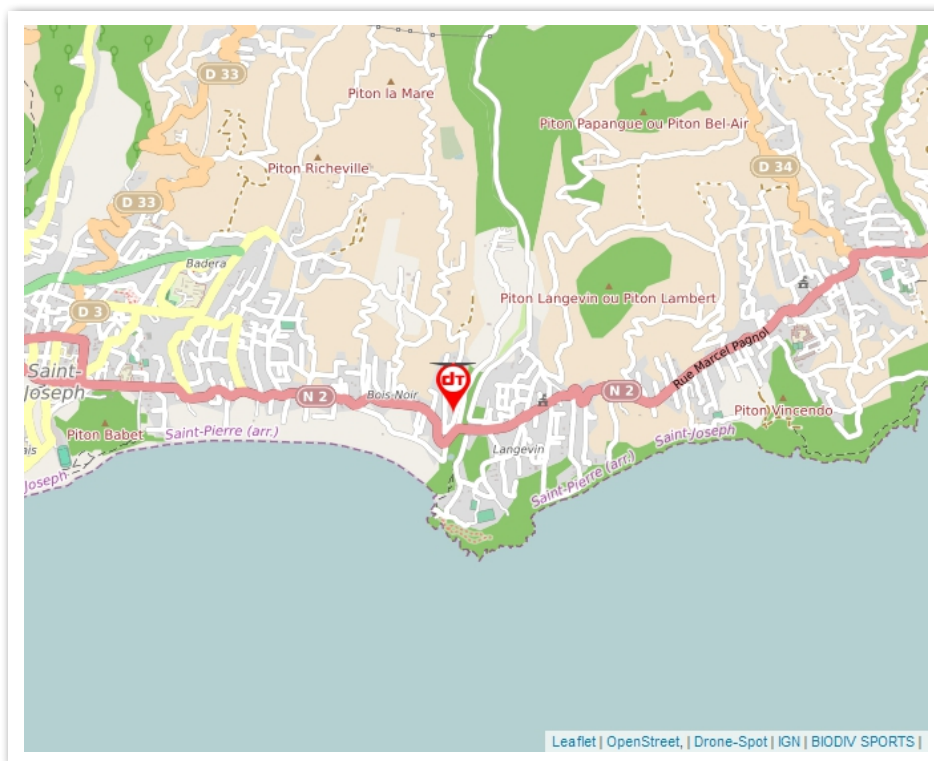 D 33
Piton la Mare
Piton Papangue ou Piton Bel-Air
Piton Richeville
D 34
D 33
Badera
Piton Langevin ou Piton Lambert
D 3
Rue Marcel Pagnol
Saint-
Joseph
N 2
Bois-Noir
N 2
Piton Vincendo
Piton Babet
Saint-Pierre (arr.)
Saint-Joseph
Langevin
Saint-Pierre (arr.)
Joseph
Leaflet | OpenStreet, | Drone-Spot | IGN | BIODIV SPORTS |